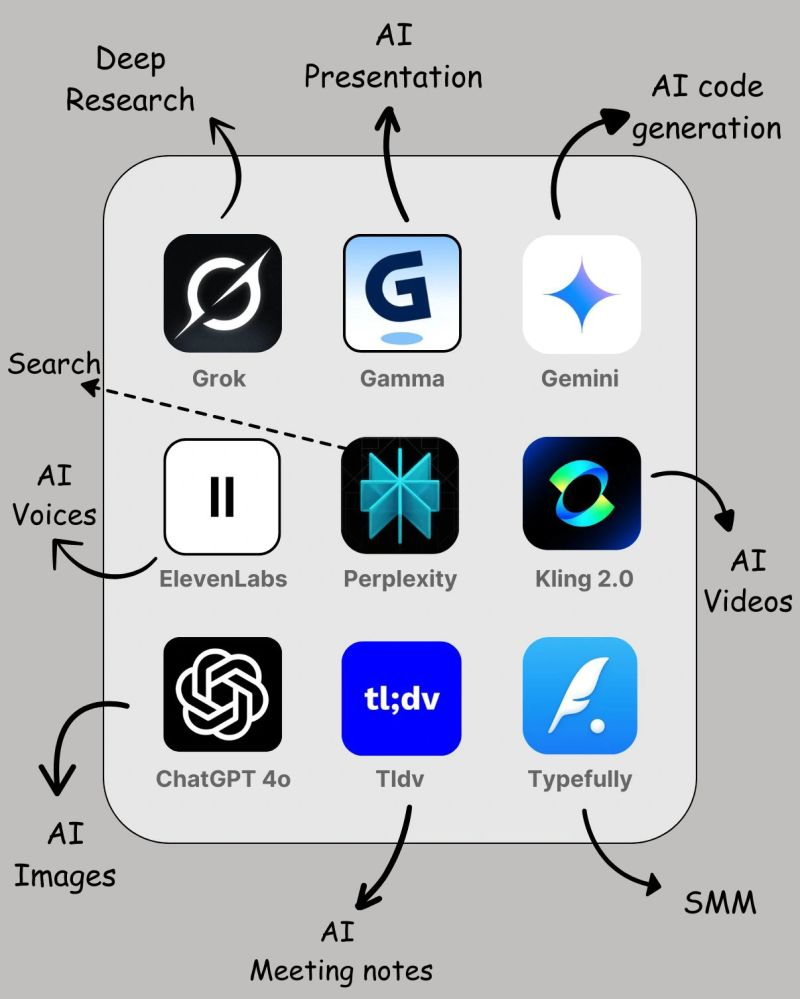 AI
Presentation
Deep
Research
AI code
generation
G
Grok
Gamma
Gemini
Search
AI
Voices
ElevenLabs
Perplexity
Kling 2.0
AI
Videos
tl;dv
ChatGPT 4o
Tldv
Typefully
AI
Images
SMM
AI
Meeting notes